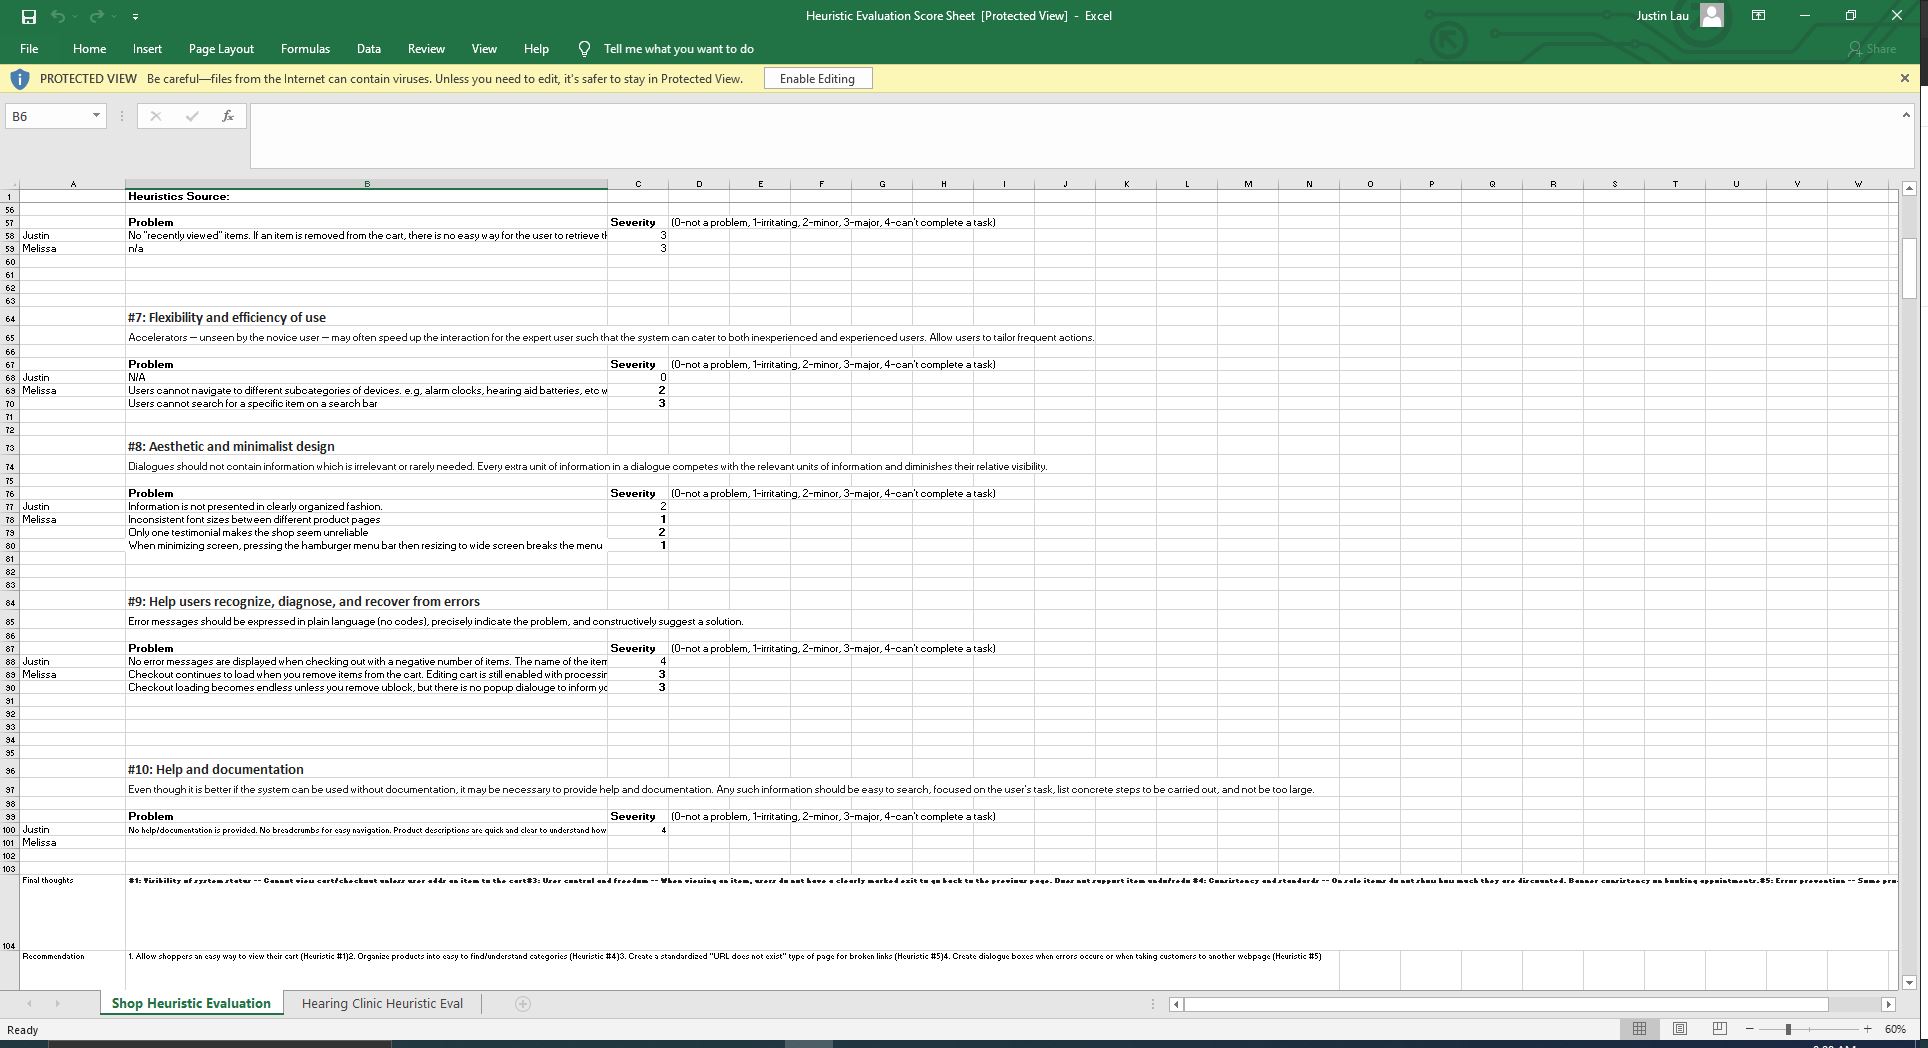 Heuristic Evaluation Score Sheet [Protected View] - Excel
Justin Lau
File Home Insert Page Layout Formulas Data Review View Help Tell me what you want to do
Share
PROTECTED VIEW Be careful—files from the Internet can contain viruses. Unless you need to edit, it's safer to stay in Protected View. Enable Editing
B6
fx
A B C D E F G H I J K L M N O P Q R S T U V W
1 Heuristics Source:
56
57 Problem Severity (0-not a problem, 1-irritating, 2-minor, 3-major, 4-can't complete a task)
58 Justin No "recently viewed" items. If an item is removed from the cart, there is no easy way for the user to retrieve 3
59 Melissa n/a 3
60
61
62
63
64 #7: Flexibility and efficiency of use
65 Accelerators — unseen by the novice user — may often speed up the interaction for the expert user such that the system can cater to both inexperienced and experienced users. Allow users to tailor frequent actions.
66
67 Problem Severity (0-not a problem, 1-irritating, 2-minor, 3-major, 4-can't complete a task)
68 Justin N/A 0
69 Melissa Users cannot navigate to different subcategories of devices. e.g, alarm clocks, hearing aid batteries, etc w 2
70 Users cannot search for a specific item on a search bar 3
71
72
73 #8: Aesthetic and minimalist design
74 Dialogues should not contain information which is irrelevant or rarely needed. Every extra unit of information in a dialogue competes with the relevant units of information and diminishes their relative visibility.
75
76 Problem Severity (0-not a problem, 1-irritating, 2-minor, 3-major, 4-can't complete a task)
77 Justin Information is not presented in clearly organized fashion. 2
78 Melissa Inconsistent font sizes between different product pages 1
79 Only one testimonial makes the shop seem unreliable 2
80 When minimizing screen, pressing the hamburger menu bar then resizing to wide screen breaks the menu 1
81
82
83
84 #9: Help users recognize, diagnose, and recover from errors
85 Error messages should be expressed in plain language (no codes), precisely indicate the problem, and constructively suggest a solution.
86
87 Problem Severity (0-not a problem, 1-irritating, 2-minor, 3-major, 4-can't complete a task)
88 Justin No error messages are displayed when checking out with a negative number of items. The name of the item 4
89 Melissa Checkout continues to load when you remove items from the cart. Editing cart is still enabled with processin 3
90 Checkout loading becomes endless unless you remove ublock, but there is no popup dialouge to inform yo 3
91
92
93
94
95
96 #10: Help and documentation
97 Even though it is better if the system can be used without documentation, it may be necessary to provide help and documentation. Any such information should be easy to search, focused on the user's task, list concrete steps to be carried out, and not be too large.
98
99 Problem Severity (0-not a problem, 1-irritating, 2-minor, 3-major, 4-can't complete a task)
100 Justin No help/documentation is provided. No breadcrumbs for easy navigation. Product descriptions are quick and clear to understand how 4
101 Melissa
102
103
Final thoughts #1: Visibility of system status -- Cannot view cart/checkout unless user adds an item to the cart#3: User control and freedom -- When viewing an item, users do not have a clearly marked exit to go back to the previous page. Does not support item undo/redo #4: Consistency and standards -- On sale items do not show how much they are discounted. Banner consistency on booking appointments.#5: Error prevention -- Some
104
Recommendation 1. Allow shoppers an easy way to view their cart (Heuristic #1)2. Organize products into easy to find/understand categories (Heuristic #4)3. Create a standardized "URL does not exist" type of page for broken links (Heuristic #5)4. Create dialogue boxes when errors occure or when taking customers to another webpage (Heuristic #5)
Shop Heuristic Evaluation Hearing Clinic Heuristic Eval
Ready
60%